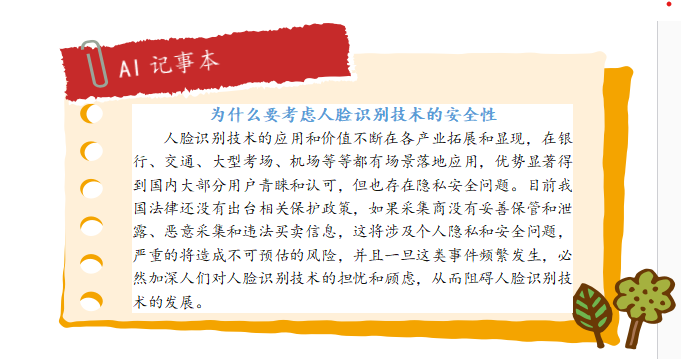 AI 记事本
为什么要考虑人脸识别技术的安全性
人脸识别技术的应用和价值不断在各产业拓展和显现，在银
行、交通、大型考场、机场等等都有场景落地应用，优势显著得
到国内大部分用户青睐和认可，但也存在隐私安全问题。目前我
国法律还没有出台相关保护政策，如果采集商没有妥善保管和泄
露、恶意采集和违法买卖信息，这将涉及个人隐私和安全问题，
严重的将造成不可预估的风险，并且一旦这类事件频繁发生，必
然加深人们对人脸识别技术的担忧和顾虑，从而阻碍人脸识别技
术的发展。